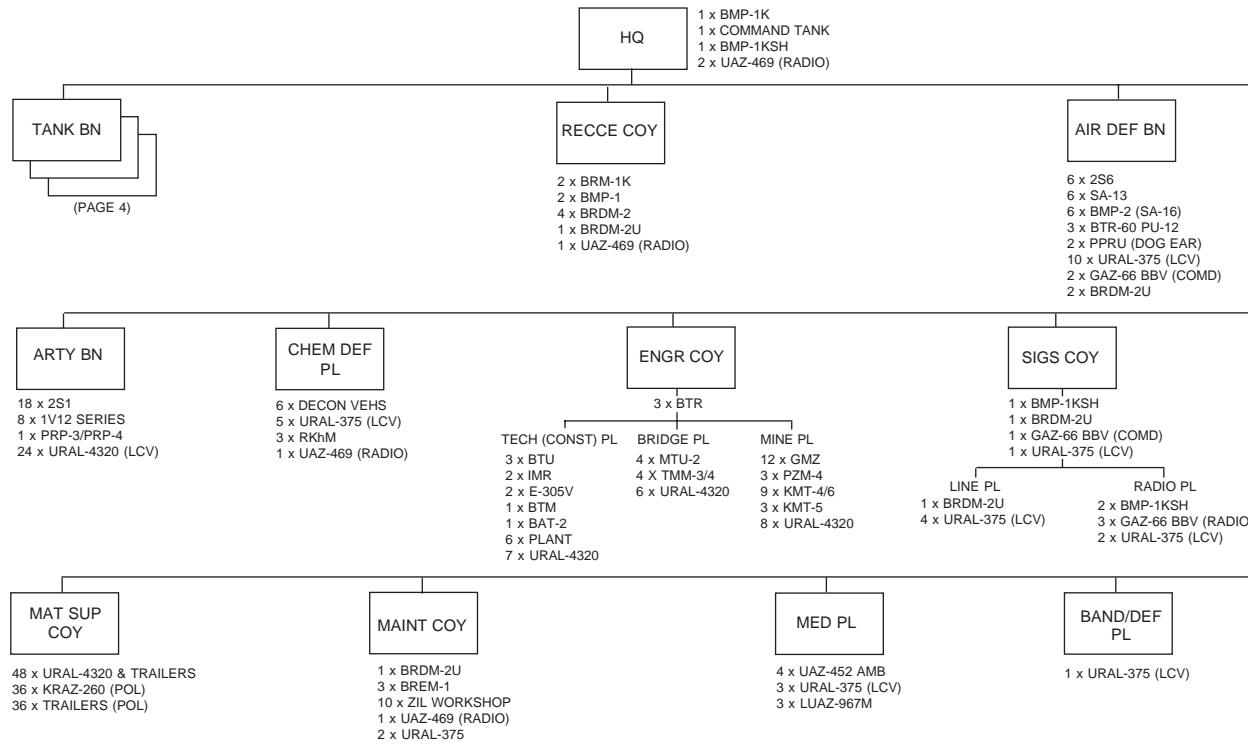 HQ
1 x BMP-1K
1 x COMMAND TANK
1 x BMP-1KSH
2 x UAZ-469 (RADIO)
TANK BN
(PAGE 4)
RECCE COY
2 x BRM-1K
2 x BMP-1
4 x BRDM-2
1 x BRDM-2U
1 x UAZ-469 (RADIO)
AIR DEF BN
6 x 2S6
6 x SA-13
6 x BMP-2 (SA-16)
3 x BTR-60 PU-12
2 x PPRU (DOG EAR)
10 x URAL-375 (LCV)
2 x GAZ-66 BBV (COMD)
2 x BRDM-2U
ARTY BN
18 x 2S1
8 x 1V12 SERIES
1 x PRP-3/PRP-4
24 x URAL-4320 (LCV)
CHEM DEF
PL
6 x DECON VEHS
5 x URAL-375 (LCV)
3 x RKhM
1 x UAZ-469 (RADIO)
ENGR COY
3 x BTR
TECH (CONST) PL
3 x BTU
2 x IMR
2 x E-305V
1 x BTM
1 x BAT-2
6 x PLANT
7 x URAL-4320
BRIDGE PL
4 x MTU-2
4 X TMM-3/4
6 x URAL-4320
MINE PL
12 x GMZ
3 x PZM-4
9 x KMT-4/6
3 x KMT-5
8 x URAL-4320
SIGS COY
1 x BMP-1KSH
1 x BRDM-2U
1 x GAZ-66 BBV (COMD)
1 x URAL-375 (LCV)
LINE PL
1 x BRDM-2U
4 x URAL-375 (LCV)
RADIO PL
2 x BMP-1KSH
3 x GAZ-66 BBV (RADIO
2 x URAL-375 (LCV)
MAT SUP
COY
48 x URAL-4320 & TRAILERS
36 x KRAZ-260 (POL)
36 x TRAILERS (POL)
MAINT COY
1 x BRDM-2U
3 x BREM-1
10 x ZIL WORKSHOP
1 x UAZ-469 (RADIO)
2 x URAL-375
MED PL
4 x UAZ-452 AMB
3 x URAL-375 (LCV)
3 x LUAZ-967M
BAND/DEF
PL
1 x URAL-375 (LCV)